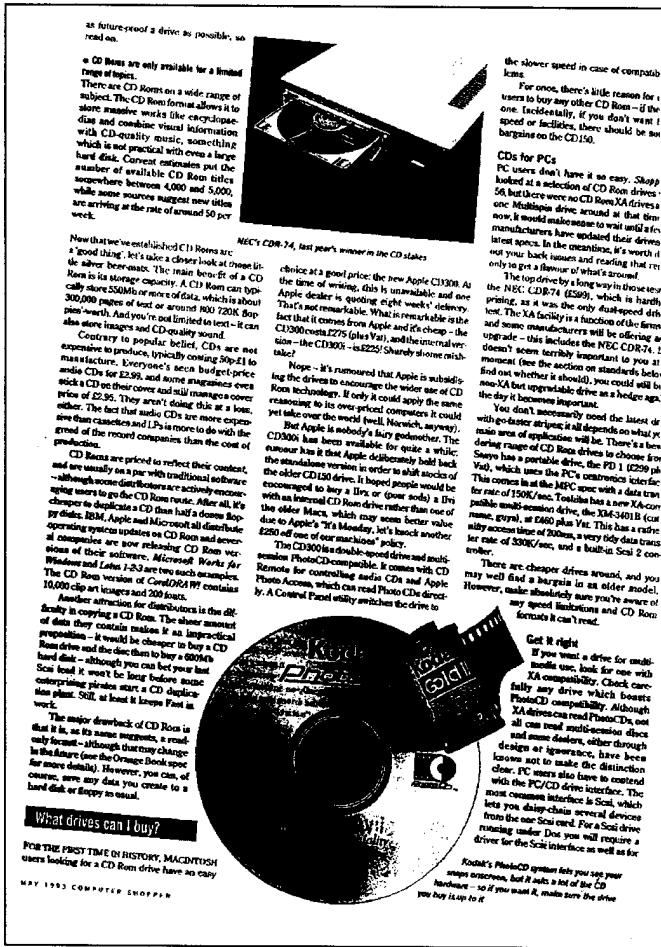 as future-proof a drive as possible, so
read on.
● CD Roms are only available for a limited
range of topics.
There are CD Roms on a wide range of
subject. The CD Rom format allows it to
store massive works like encyclopae-
dias and combine visual information
with CD-quality music, something
which is not practical with even a large
hard disk. Current estimates put the
number of available CD Rom titles
somewhere between 4,000 and 5,000,
while some sources suggest new titles
are arriving at the rate of around 50 per
week.
Now that we've established CD Roms are
a 'good thing', let's take a closer look at those lit-
tle silver beer-mats. The main benefit of a CD
Rom is its storage capacity. A CD Rom can typi-
cally store 550Mb or more of data, which is about
300,000 pages of text or around 800 720K flop
pies'-worth. And you're not limited to text – it can
also store images and CD-quality sound.
Contrary to popular belief, CDs are not
expensive to produce, typically costing 50p-£1 to
manufacture. Everyone's seen budget-price
audio CDs for £2.99, and some magazines even
stick a CD on their cover and still manage a cover
price of £2.95. They aren't doing this at a loss,
either. The fact that audio CDs are more expen-
sive than cassettes and LPs is more to do with the
greed of the record companies than the cost of
production.
CD Roms are priced to reflect their content,
and are usually on a par with traditional software
– although some distributors are actively encour-
aging users to go the CD Rom route. After all, it's
cheaper to duplicate a CD than half a dozen flop-
py disks. IBM, Apple and Microsoft all distribute
operating system updates on CD Rom and sever-
al companies are now releasing CD Rom ver-
sions of their software. Microsoft Works for
Windows and Lotus 1-2-3 are two such examples.
The CD Rom version of CorelDRAW! contains
10,000 clip art images and 200 fonts.
Another attraction for distributors is the dif-
ficulty in copying a CD Rom. The sheer amount
of data they contain makes it an impractical
proposition – it would be cheaper to buy a CD
Rom drive and the disc then to buy a 600Mb
hard disk – although you can bet your last
Scsi lead it won't be long before some
enterprising pirates start a CD duplica-
tion plant. Still, at least it keeps Fast in
work.
The major drawback of CD Rom is
that it is, as its name suggests, a read-
only format – although that may change
in the future (see the Orange Book spec
for more details). However, you can, of
course, save any data you create to a
hard disk or floppy as usual.
What drives can I buy?
FOR THE FIRST TIME IN HISTORY, MACINTOSH
users looking for a CD Rom drive have an easy
MAY 1993 COMPUTER SHOPPER
NEC's CDR-74, last year's winner in the CD stakes
choice at a good price: the new Apple CD300. At
the time of writing, this is unavailable and one
Apple dealer is quoting eight weeks' delivery.
That's not remarkable. What is remarkable is the
fact that it comes from Apple and it's cheap – the
CD300 costs £275 (plus Vat), and the internal ver-
sion – the CD300i – is £225! Shurely shome mish-
take?
Nope – it's rumoured that Apple is subsidis-
ing the drives to encourage the wider use of CD
Rom technology. If only it could apply the same
reasoning to its over-priced computers it could
yet take over the world (well, Norwich, anyway).
But Apple is nobody's fairy godmother. The
CD300i has been available for quite a while;
rumour has it that Apple deliberately held back
the standalone version in order to shift stocks of
the older CD150 drive. It hoped people would be
encouraged to buy a IIvx or (poor sods) a IIvi
with an internal CD Rom drive rather than one of
the older Macs, which may seem better value
due to Apple's "It's Monday, let's knock another
£250 off one of our machines" policy.
The CD300 is a double-speed drive and multi-
session PhotoCD-compatible. It comes with CD
Remote for controlling audio CDs and Apple
Photo Access, which can read Photo CDs direct-
ly. A Control Panel utility switches the drive to
the slower speed in case of compatib
lems.
For once, there's little reason for
users to buy any other CD Rom – if the
one. Incidentally, if you don't want
speed or facilities, there should be
bargains on the CD150.
CDs for PCs
PC users don't have it so easy. Shopp
looked at a selection of CD Rom drives
56, but there were no CD Rom XA drives a
one Multispin drive around at that tim
now, it would make sense to wait until a few
manufacturers have updated their drives
latest specs. In the meantime, it's worth d
out your back issues and reading that re
only to get a flavour of what's around.
The top drive by a long way in those test
the NEC CDR-74 (£599), which is hardl
prising, as it was the only dual-speed driv
test. The XA facility is a function of the firm
and some manufacturers will be offering a
upgrade – this includes the NEC CDR-74.
doesn't seem terribly important to you at
moment (see the section on standards belo
find out whether it should), you could still b
non-XA but upgradable drive as a hedge aga
the day it becomes important.
You don't necessarily need the latest dr
with go-faster stripes; it all depends on what yo
main area of application will be. There's a bew
dering range of CD Rom drives to choose from
Sanyo has a portable drive, the PD 1 (£299 pl
Vat), which uses the PC's centronics interface
This comes in at the MPC spec with a data tran
fer rate of 150K/sec. Toshiba has a new XA-com
patible multi-session drive, the XM-3401B (cut
name, guys), at £460 plus Vat. This has a rathe
nifty access time of 200ms, a very tidy data trans
fer rate of 330K/sec, and a built-in Scsi 2 con-
troller.
There are cheaper drives around, and you
may well find a bargain in an older model.
However, make absolutely sure you're aware of
any speed limitations and CD Rom
formats it can't read.
Get it right
If you want a drive for multi-
media use, look for one with
XA compatibility. Check care-
fully any drive which boasts
PhotoCD compatibility. Although
XA drives can read PhotoCDs, not
all can read multi-session discs
and some dealers, either through
design or ignorance, have been
known not to make the distinction
clear. PC users also have to contend
with the PC/CD drive interface. The
most common interface is Scsi, which
lets you daisy-chain several devices
from the one Scsi card. For a Scsi drive
running under Dos you will require a
driver for the Scsi interface as well as for
Kodak
Photo
Kodak
Gold II
Kodak's PhotoCD system lets you see your
snaps onscreen, but it asks a lot of the CD
hardware – so if you want it, make sure the drive
you buy is up to it